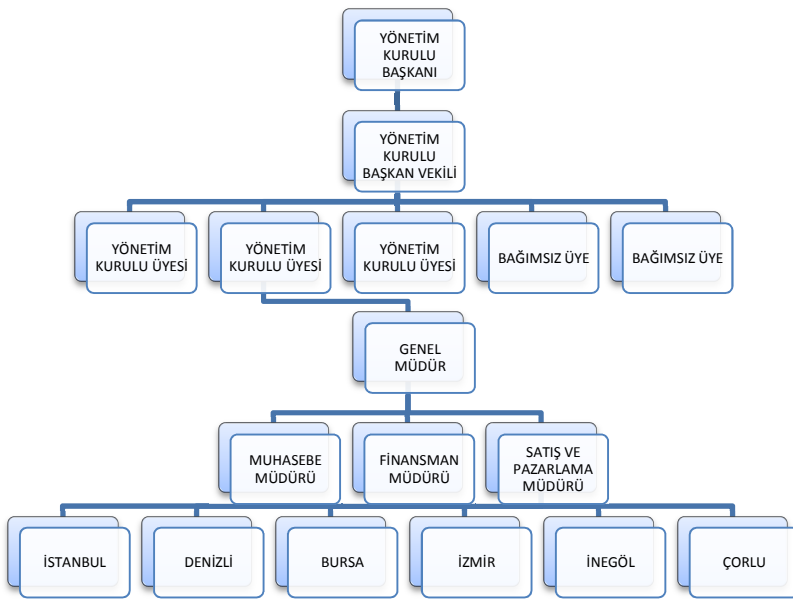 YÖNETİM
KURULU
BAŞKANI
YÖNETİM
KURULU
BAŞKAN VEKİLİ
YÖNETİM
KURULU ÜYESİ
YÖNETİM
KURULU ÜYESİ
YÖNETİM
KURULU ÜYESİ
BAĞIMSIZ ÜYE
BAĞIMSIZ ÜYE
GENEL
MÜDÜR
MUHASEBE
MÜDÜRÜ
FİNANSMAN
MÜDÜRÜ
SATIŞ VE
PAZARLAMA
MÜDÜRÜ
İSTANBUL
DENİZLİ
BURSA
İZMİR
İNEGÖL
ÇORLU